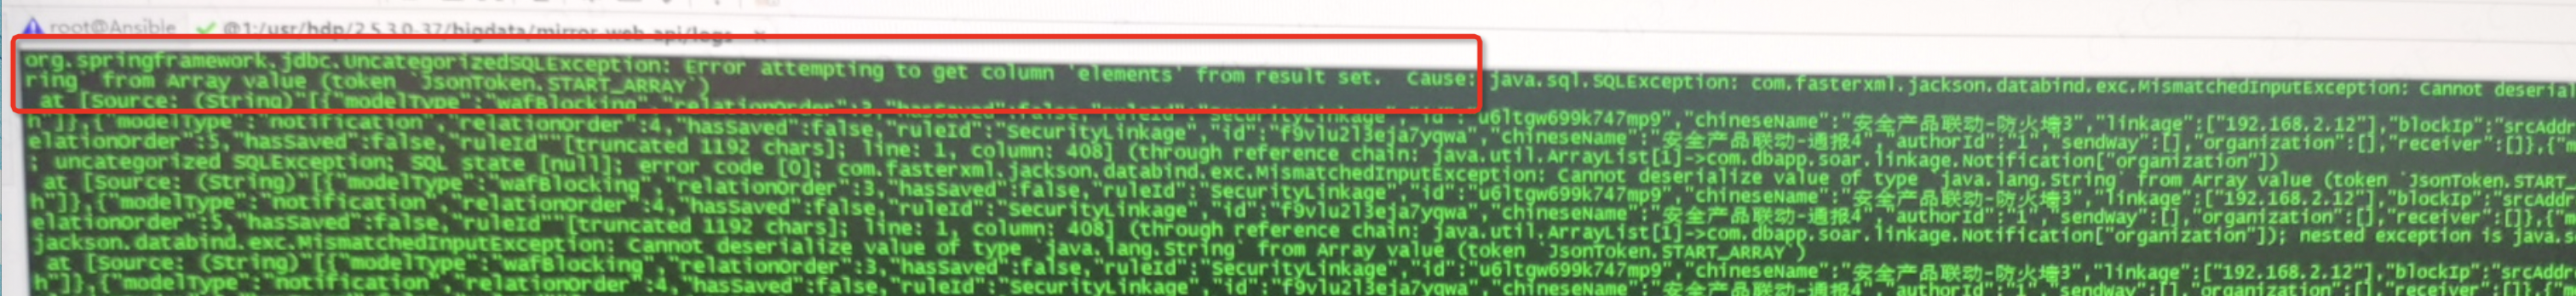 root@Ansible @1:/usr/hdp/2.5.3.0-37/bigdata/mirror-web-api/logs x
org.springframework.jdbc.UncategorizedSQLException: Error attempting to get column 'elements' from result set.  Cause: java.sql.SQLException: com.fasterxml.jackson.databind.exc.MismatchedInputException: Cannot deserial
ring` from Array value (token `JsonToken.START_ARRAY`)
 at [Source: (String)"[{"modelType":"wafBlocking","relationOrder":3,"hasSaved":false,"ruleId":"SecurityLinkage","id":"u6ltgw699k747mp9","chineseName":"安全产品联动-防火墙3","linkage":["192.168.2.12"],"blockIp":"srcAddr
h"]},{"modelType":"notification","relationOrder":4,"hasSaved":false,"ruleId":"SecurityLinkage","id":"f9vlu2l3eja7yqwa","chineseName":"安全产品联动-通报4","authorId":"1","sendway":[],"organization":[],"receiver":[]},{"m
elationOrder":5,"hasSaved":false,"ruleId""[truncated 1192 chars]; line: 1, column: 408] (through reference chain: java.util.ArrayList[1]->com.dbapp.soar.linkage.Notification["organization"])
; uncategorized SQLException; SQL state [null]; error code [0]; com.fasterxml.jackson.databind.exc.MismatchedInputException: Cannot deserialize value of type `java.lang.String` from Array value (token `JsonToken.START
 at [Source: (String)"[{"modelType":"wafBlocking","relationOrder":3,"hasSaved":false,"ruleId":"SecurityLinkage","id":"u6ltgw699k747mp9","chineseName":"安全产品联动-防火墙3","linkage":["192.168.2.12"],"blockIp":"srcAddr
h"]},{"modelType":"notification","relationOrder":4,"hasSaved":false,"ruleId":"SecurityLinkage","id":"f9vlu2l3eja7yqwa","chineseName":"安全产品联动-通报4","authorId":"1","sendway":[],"organization":[],"receiver":[]},{"
elationOrder":5,"hasSaved":false,"ruleId""[truncated 1192 chars]; line: 1, column: 408] (through reference chain: java.util.ArrayList[1]->com.dbapp.soar.linkage.Notification["organization"]); nested exception is java.s
jackson.databind.exc.MismatchedInputException: Cannot deserialize value of type `java.lang.String` from Array value (token `JsonToken.START_ARRAY`)
 at [Source: (String)"[{"modelType":"wafBlocking","relationOrder":3,"hasSaved":false,"ruleId":"SecurityLinkage","id":"u6ltgw699k747mp9","chineseName":"安全产品联动-防火墙3","linkage":["192.168.2.12"],"blockIp":"srcAddr
h"]},{"modelType":"notification","relationOrder":4,"hasSaved":false,"ruleId":"SecurityLinkage","id":"f9vlu2l3eja7yqwa","chineseName":"安全产品联动-通报4","authorId":"1","sendway":[],"organization":[],"receiver":[]},{"